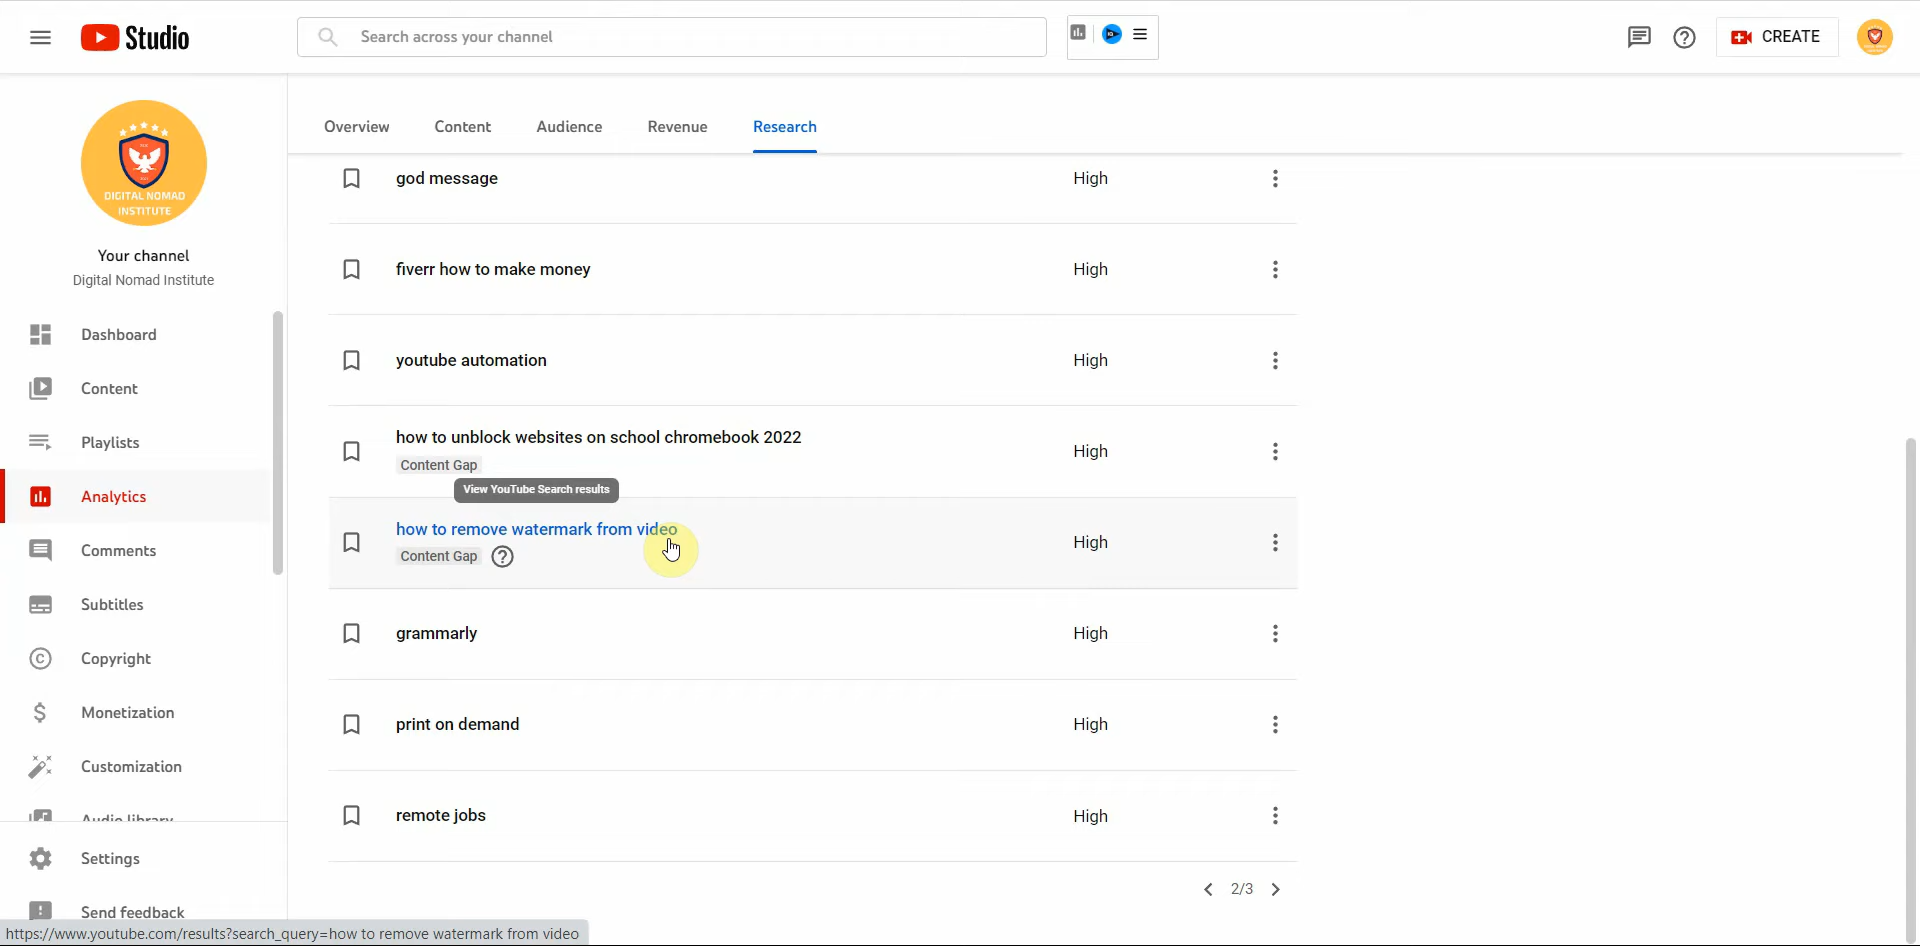 Studio
Search across your channel
CREATE
DIGITAL NOMAD
INSTITUTE
Your channel
Digital Nomad Institute
Dashboard
Content
Playlists
Analytics
Comments
Subtitles
Copyright
Monetization
Customization
Audio library
Settings
Send feedback
Overview
Content
Audience
Revenue
Research
god message
High
fiverr how to make money
High
youtube automation
High
how to unblock websites on school chromebook 2022
High
Content Gap
View YouTube Search results
how to remove watermark from video
High
Content Gap
grammarly
High
print on demand
High
remote jobs
High
2/3
https://www.youtube.com/results?search_query=how to remove watermark from video